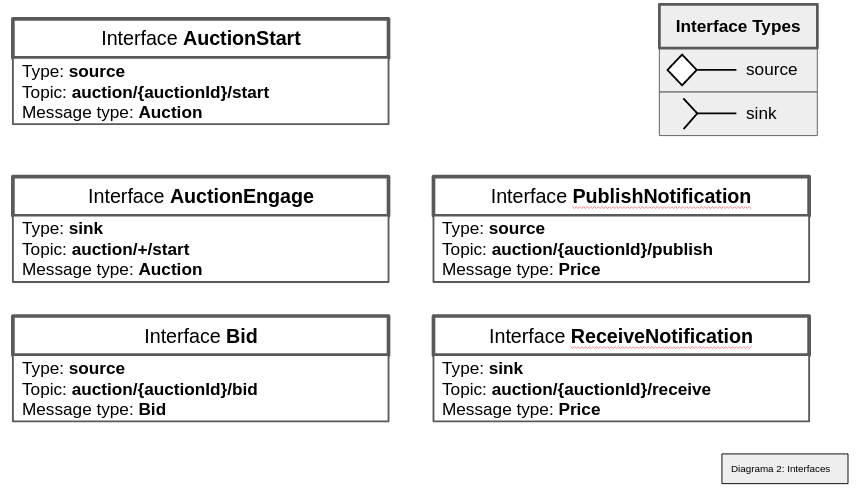 Interface AuctionStart
Type: source
Topic: auction/{auctionId}/start
Message type: Auction
Interface Types
source
sink
Interface AuctionEngage
Type: sink
Topic: auction/+/start
Message type: Auction
Interface PublishNotification
Type: source
Topic: auction/{auctionId}/publish
Message type: Price
Interface Bid
Type: source
Topic: auction/{auctionId}/bid
Message type: Bid
Interface ReceiveNotification
Type: sink
Topic: auction/{auctionId}/receive
Message type: Price
Diagrama 2: Interfaces